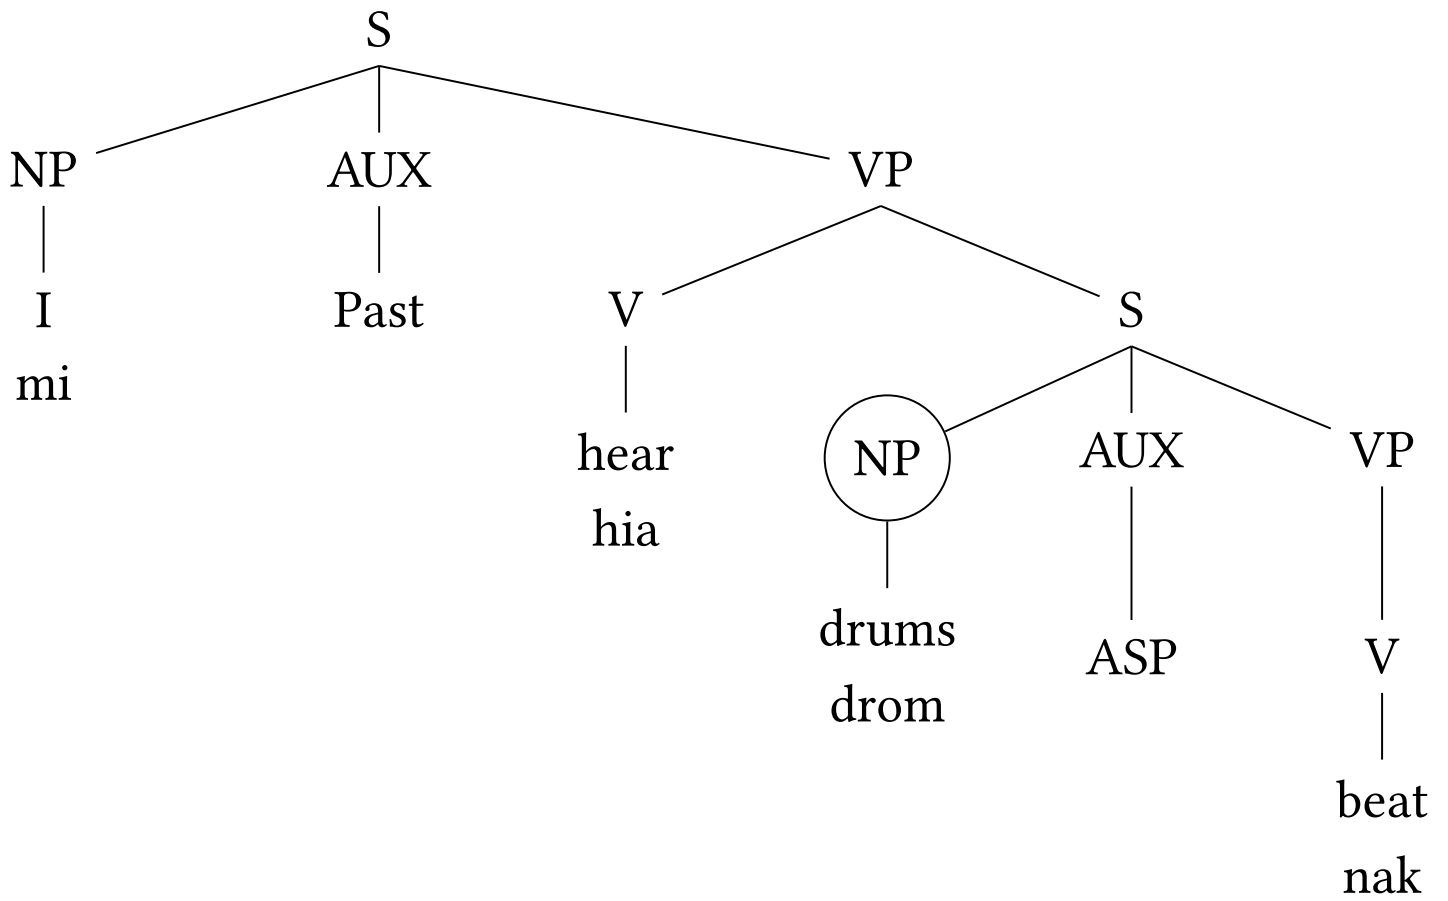 S
NP AUX VP
I Past V S
mi
hear NP AUX VP
hia
drums ASP V
drom
beat
nak